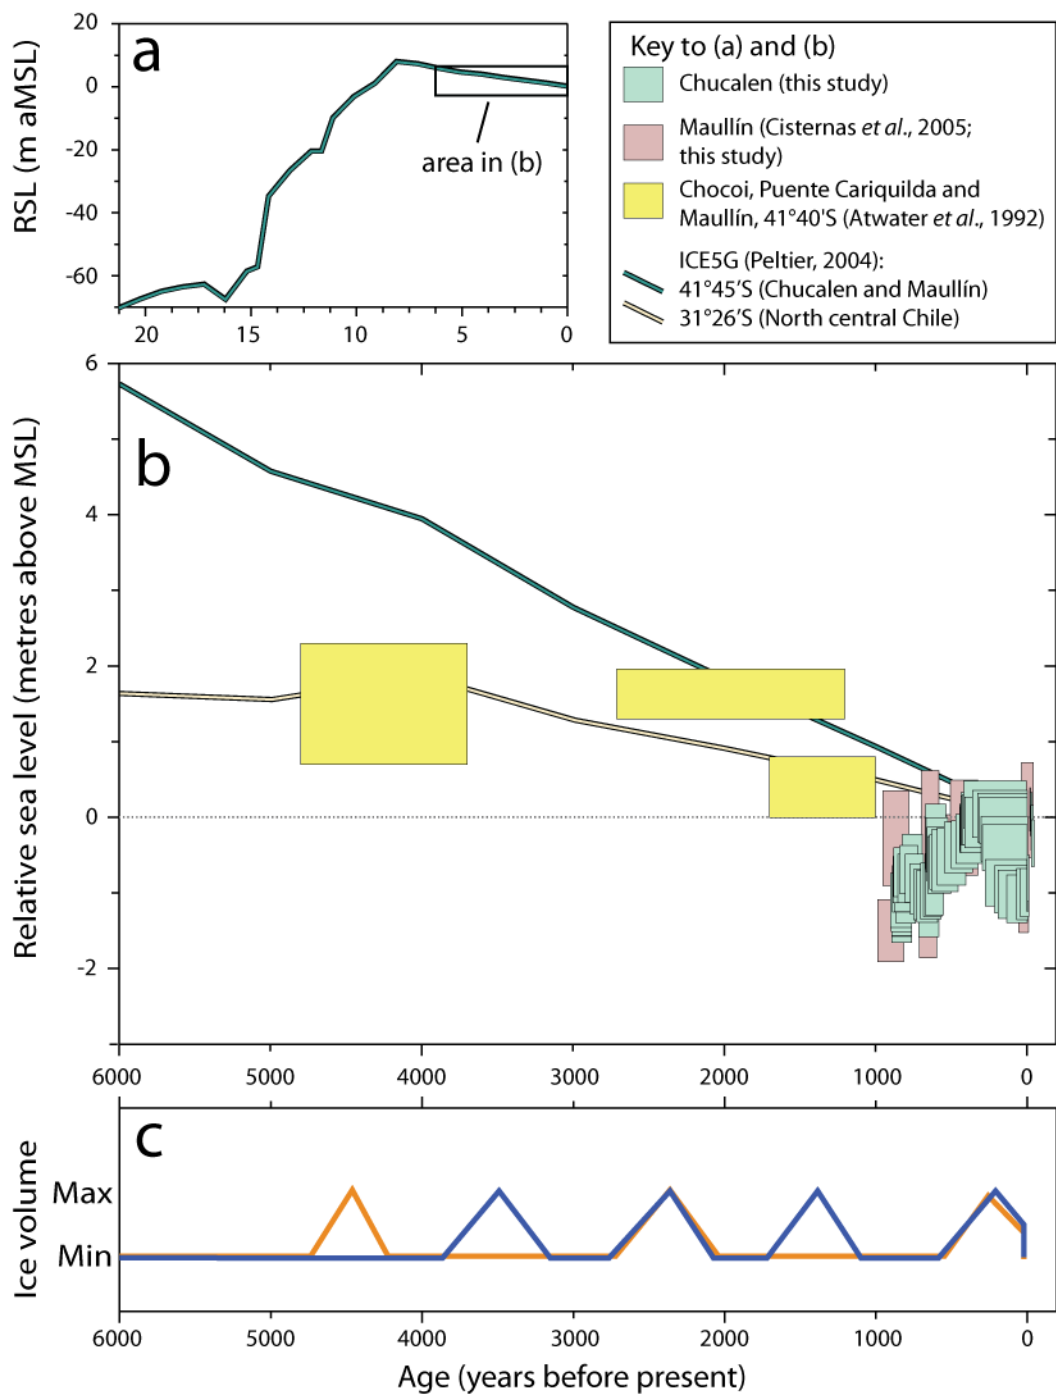 a
RSL (m aMSL)
20
0
-20
-40
-60
20
15
10
5
0
area in (b)
Key to (a) and (b)
Chucalen (this study)
Maullín (Cisternas et al., 2005;
this study)
Chocoi, Puente Cariquilda and
Maullín, 41°40'S (Atwater et al., 1992)
ICE5G (Peltier, 2004):
41°45'S (Chucalen and Maullín)
31°26'S (North central Chile)
b
Relative sea level (metres above MSL)
6
4
2
0
-2
6000
5000
4000
3000
2000
1000
0
c
Ice volume
Max
Min
6000
5000
4000
3000
2000
1000
0
Age (years before present)